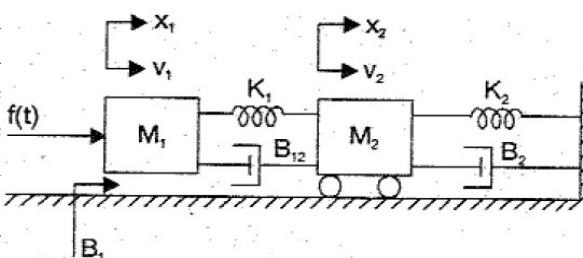 x₁ x₂
v₁ v₂
K₁ K₂
f(t)
M₁ M₂
B₁₂ B₂
B₁